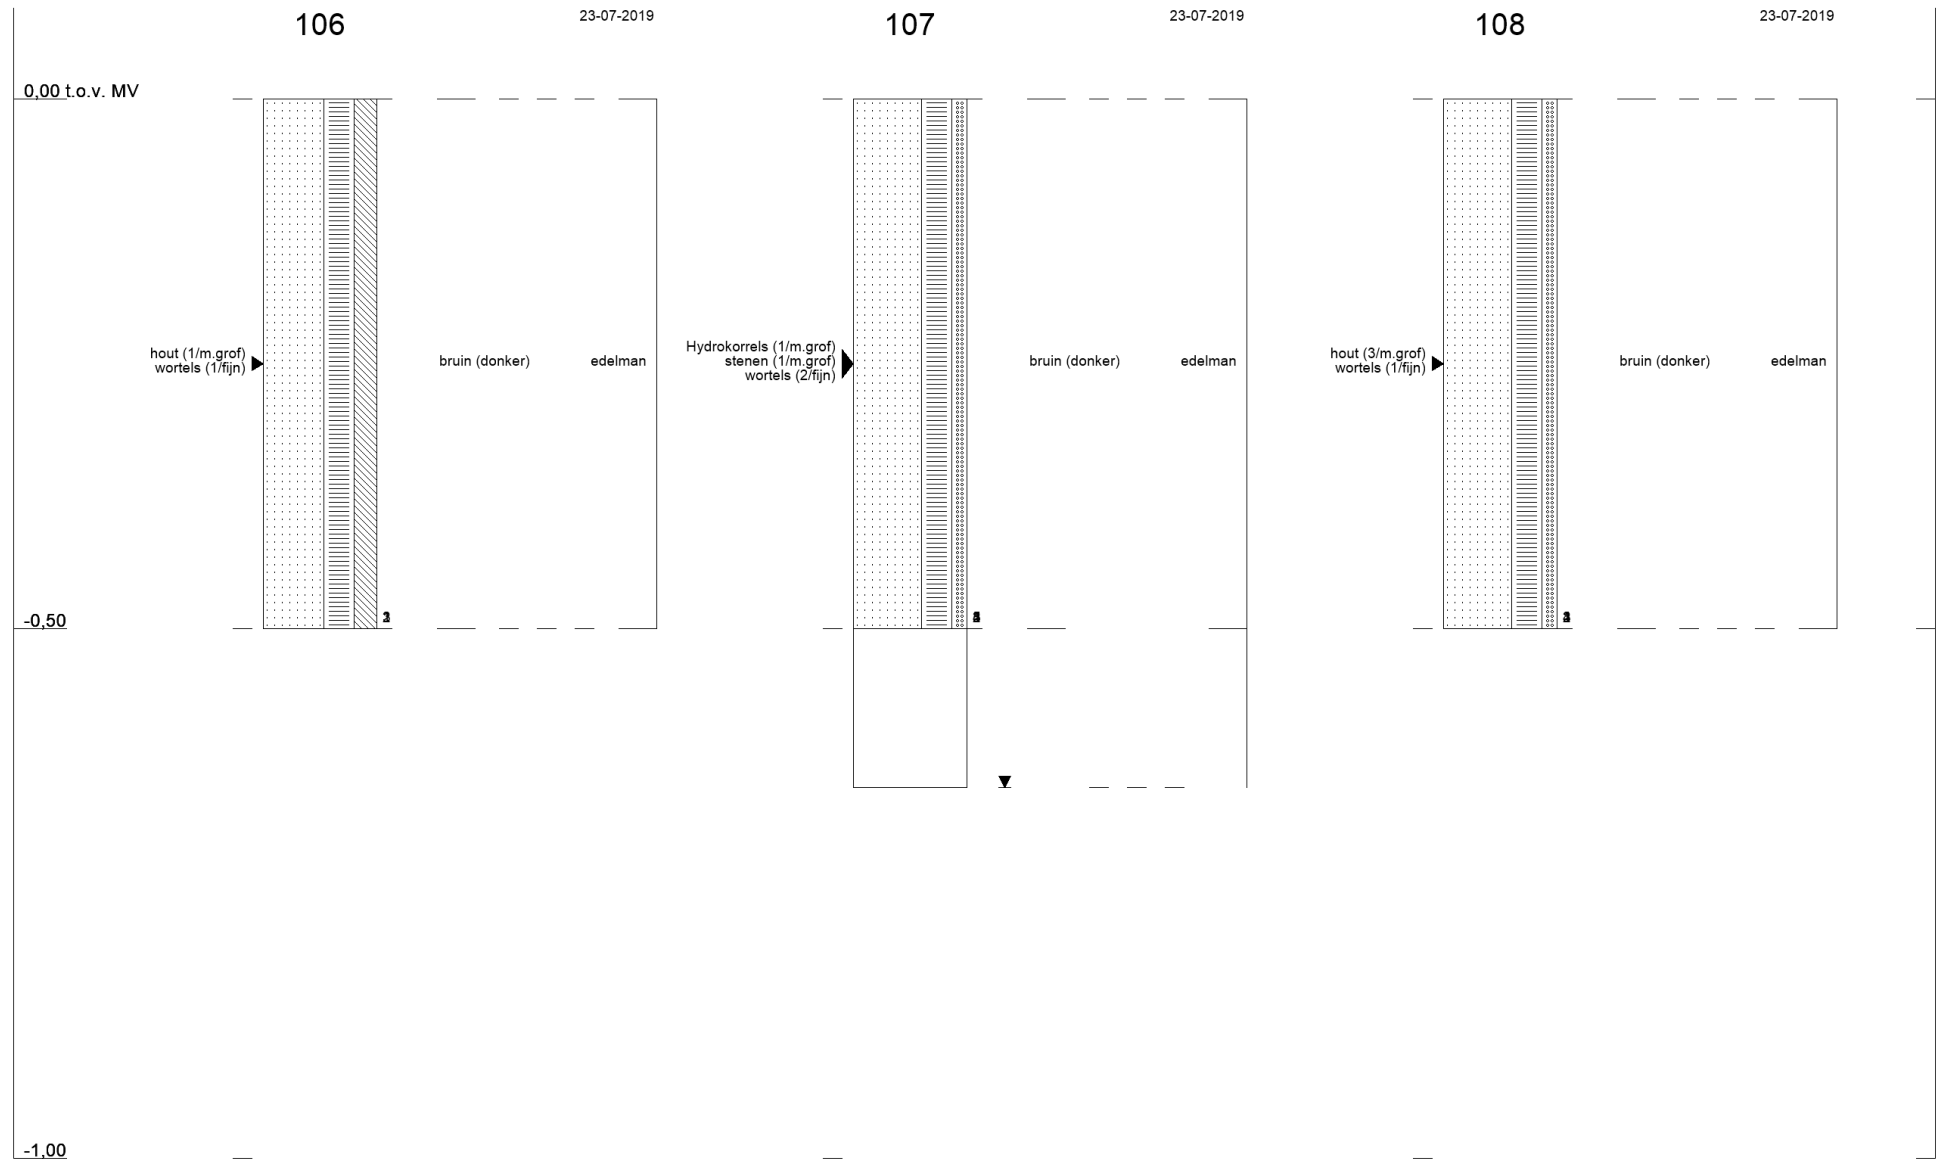 106
23-07-2019
107
23-07-2019
108
23-07-2019
0,00 t.o.v. MV
hout (1/m.grof)
wortels (1/fijn)
bruin (donker)
edelman
Hydrokorrels (1/m.grof)
stenen (1/m.grof)
wortels (2/fijn)
bruin (donker)
edelman
hout (3/m.grof)
wortels (1/fijn)
bruin (donker)
edelman
-0,50
-1,00